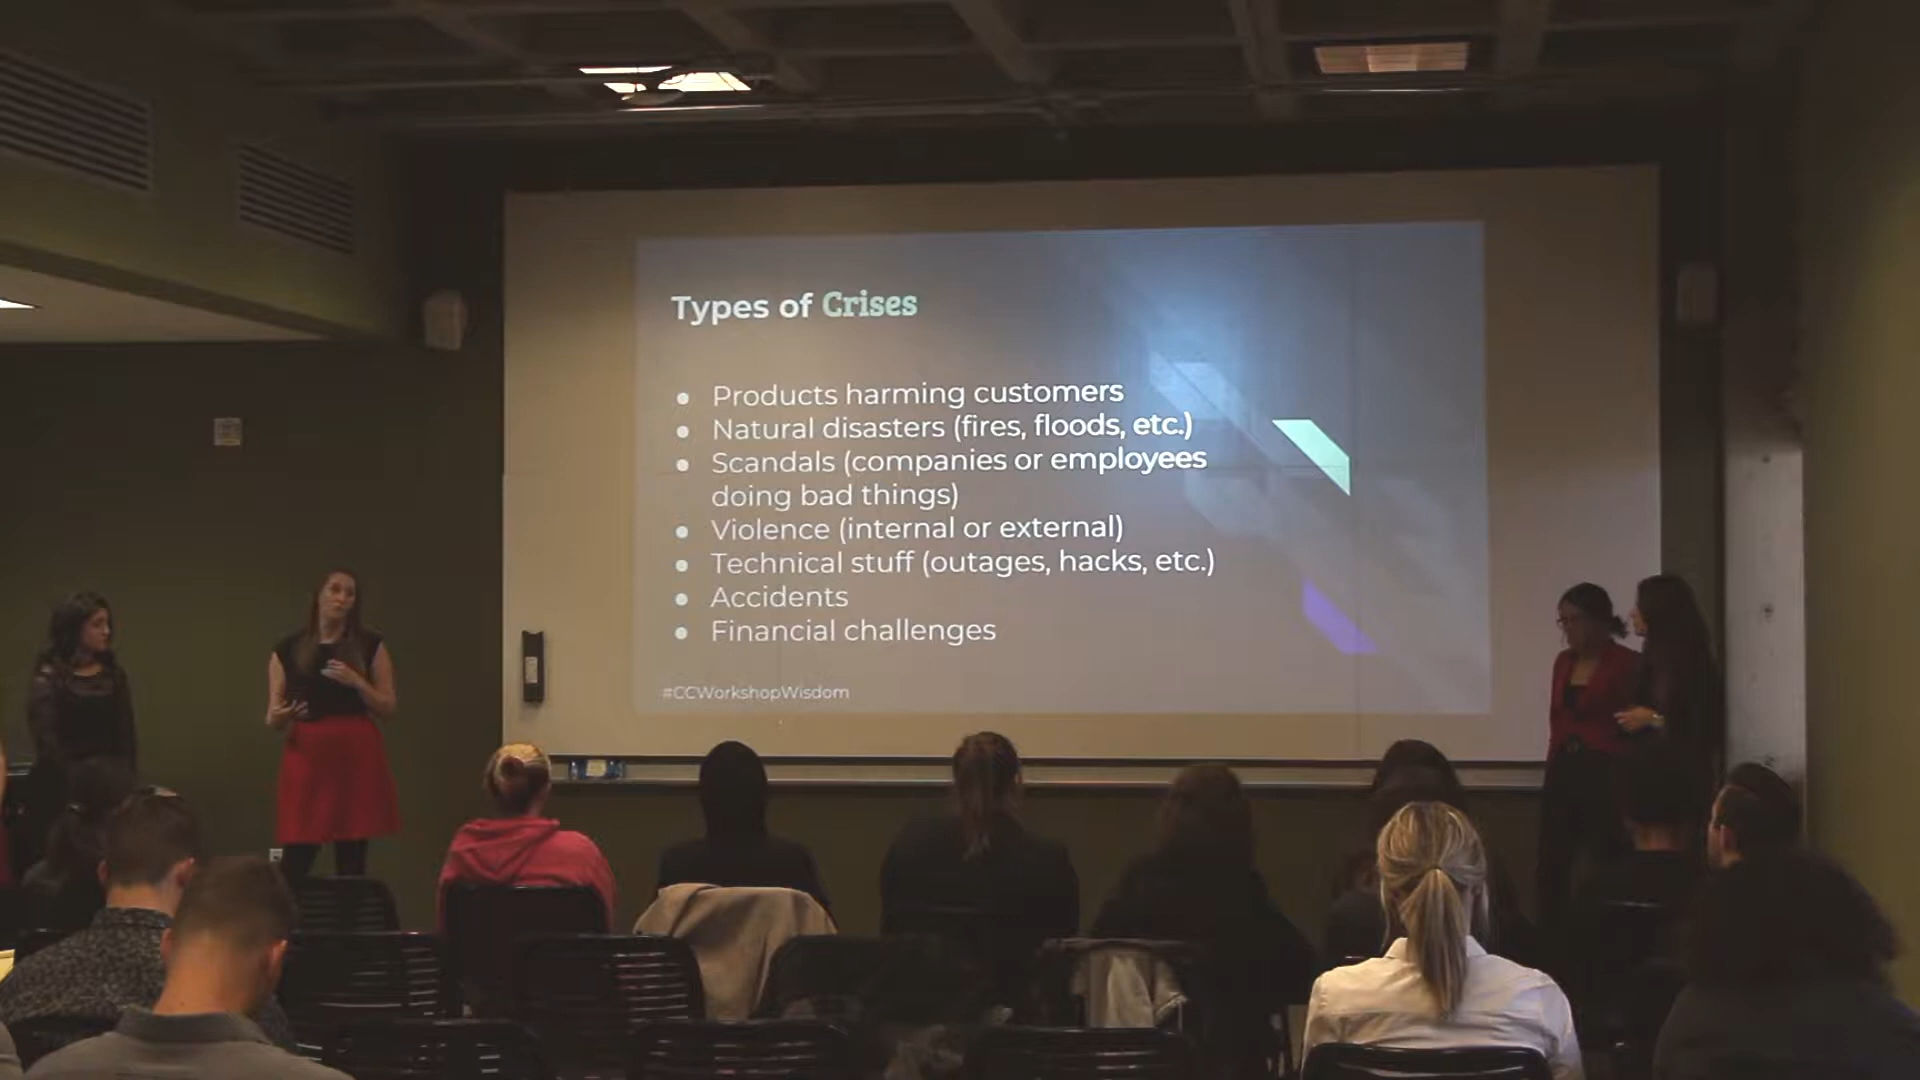 Types of Crises
● Products harming customers
● Natural disasters (fires, floods, etc.)
● Scandals (companies or employees
doing bad things)
● Violence (internal or external)
● Technical stuff (outages, hacks, etc.)
● Accidents
● Financial challenges
#CCWorkshopWisdom